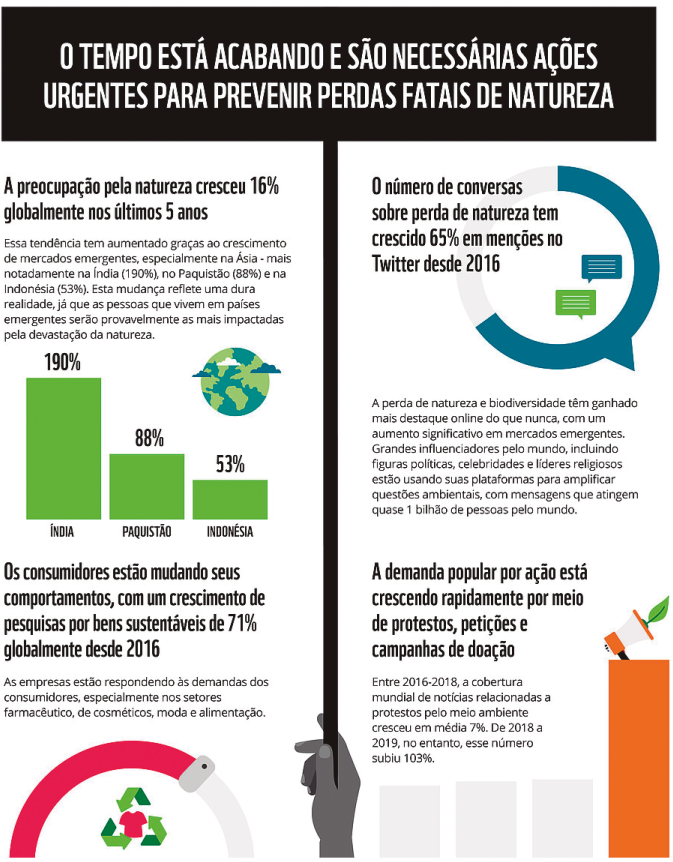 O TEMPO ESTÁ ACABANDO E SÃO NECESSÁRIAS AÇÕES
URGENTES PARA PREVENIR PERDAS FATAIS DE NATUREZA
A preocupação pela natureza cresceu 16%
globalmente nos últimos 5 anos
Essa tendência tem aumentado graças ao crescimento
de mercados emergentes, especialmente na Ásia - mais
notadamente na Índia (190%), no Paquistão (88%) e na
Indonésia (53%). Esta mudança reflete uma dura
realidade, já que as pessoas que vivem em países
emergentes serão provavelmente as mais impactadas
pela devastação da natureza.
190%
88%
53%
ÍNDIA
PAQUISTÃO
INDONÉSIA
Os consumidores estão mudando seus
comportamentos, com um crescimento de
pesquisas por bens sustentáveis de 71%
globalmente desde 2016
As empresas estão respondendo às demandas dos
consumidores, especialmente nos setores
farmacêutico, de cosméticos, moda e alimentação.
O número de conversas
sobre perda de natureza tem
crescido 65% em menções no
Twitter desde 2016
A perda de natureza e biodiversidade têm ganhado
mais destaque online do que nunca, com um
aumento significativo em mercados emergentes.
Grandes influenciadores pelo mundo, incluindo
figuras políticas, celebridades e líderes religiosos
estão usando suas plataformas para amplificar
questões ambientais, com mensagens que atingem
quase 1 bilhão de pessoas pelo mundo.
A demanda popular por ação está
crescendo rapidamente por meio
de protestos, petições e
campanhas de doação
Entre 2016-2018, a cobertura
mundial de notícias relacionadas a
protestos pelo meio ambiente
cresceu em média 7%. De 2018 a
2019, no entanto, esse número
subiu 103%.